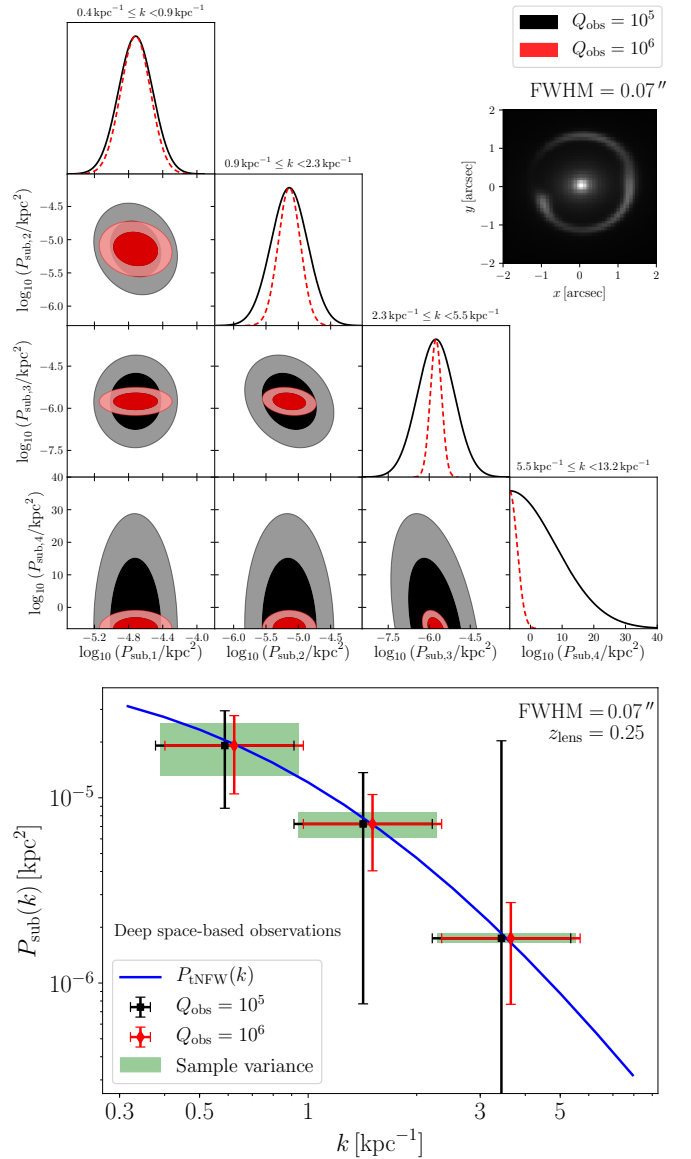 0.4 kpc⁻¹ ≤ k <0.9 kpc⁻¹
Q_obs = 10⁵
Q_obs = 10⁶
FWHM = 0.07″
2
1
0
−1
−2
y [arcsec]
−2 −1 0 1 2
x [arcsec]
0.9 kpc⁻¹ ≤ k <2.3 kpc⁻¹
log₁₀ (P_sub,2/kpc²)
−4.5
−5.0
−5.5
−6.0
2.3 kpc⁻¹ ≤ k <5.5 kpc⁻¹
log₁₀ (P_sub,3/kpc²)
−4.5
−6.0
−7.5
5.5 kpc⁻¹ ≤ k <13.2 kpc⁻¹
log₁₀ (P_sub,4/kpc²)
40
30
20
10
0
−5.2 −4.8 −4.4 −4.0
log₁₀ (P_sub,1/kpc²)
−6.0 −5.5 −5.0 −4.5
log₁₀ (P_sub,2/kpc²)
−7.5 −6.0 −4.5
log₁₀ (P_sub,3/kpc²)
0 10 20 30 40
log₁₀ (P_sub,4/kpc²)
FWHM = 0.07″
z_lens = 0.25
10⁻⁵
10⁻⁶
P_sub(k) [kpc²]
Deep space-based observations
P_tNFW(k)
Q_obs = 10⁵
Q_obs = 10⁶
Sample variance
0.3 0.5 1 3 5
k [kpc⁻¹]